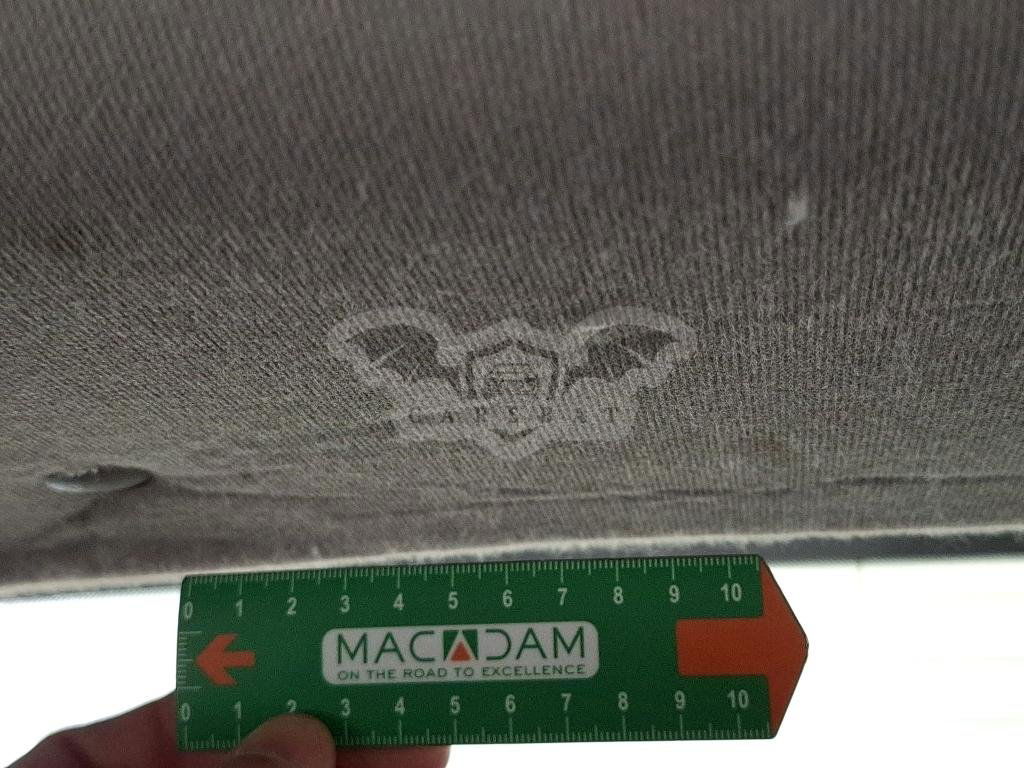 CARSBAT
0 1 2 3 4 5 6 7 8 9 10
MACADAM
ON THE ROAD TO EXCELLENCE
0 1 2 3 4 5 6 7 8 9 10